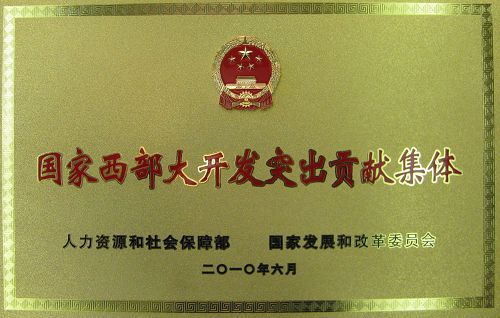 国家西部大开发突出贡献集体
人力资源和社会保障部 国家发展和改革委员会
二〇一〇年六月